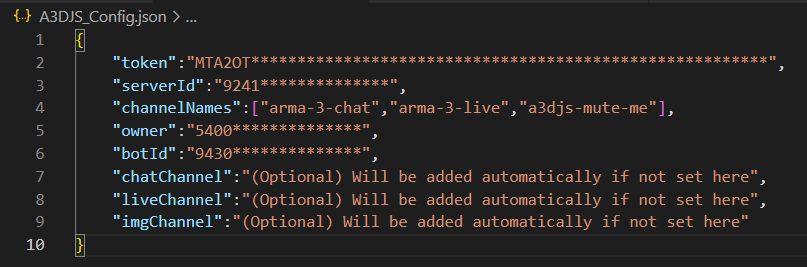 A3DJS_Config.json > ...
1 {
2 "token":"MTA2OT********************************************************",
3 "serverId":"9241**************",
4 "channelNames":["arma-3-chat","arma-3-live","a3djs-mute-me"],
5 "owner":"5400**************",
6 "botId":"9430**************",
7 "chatChannel":"(Optional) Will be added automatically if not set here",
8 "liveChannel":"(Optional) Will be added automatically if not set here",
9 "imgChannel":"(Optional) Will be added automatically if not set here"
10 }